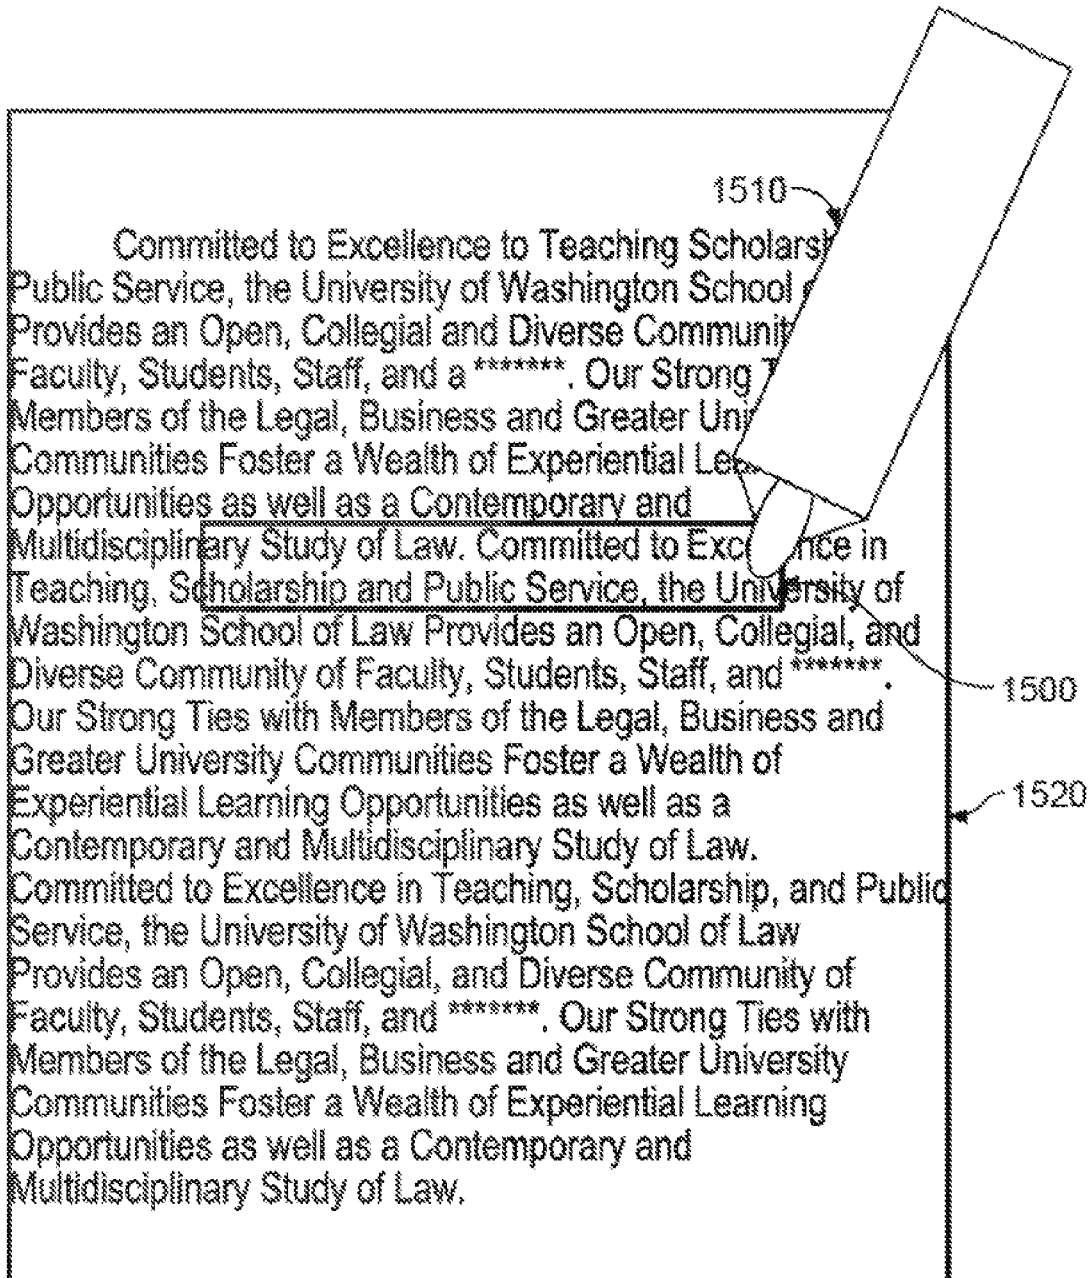 1510
Committed to Excellence to Teaching
Public Service, the University of Washington School
Provides an Open, Collegial and Diverse
Faculty, Students, Staff, and a *******. Our Strong
Members of the Legal, Business and Greater
Communities Foster a Wealth of Experiential
Opportunities as well as a Contemporary and
Multidisciplinary Study of Law. Committed to in
Teaching, Scholarship and Public Service, the University of
Washington School of Law Provides an Open, Collegial, and
Diverse Community of Faculty, Students, Staff, and *******.
1500
Our Strong Ties with Members of the Legal, Business and
Greater University Communities Foster a Wealth of
1520
Experiential Learning Opportunities as well as a
Contemporary and Multidisciplinary Study of Law.
Committed to Excellence in Teaching, Scholarship, and Public
Service, the University of Washington School of Law
Provides an Open, Collegial, and Diverse Community of
Faculty, Students, Staff, and *******. Our Strong Ties with
Members of the Legal, Business and Greater University
Communities Foster a Wealth of Experiential Learning
Opportunities as well as a Contemporary and
Multidisciplinary Study of Law.